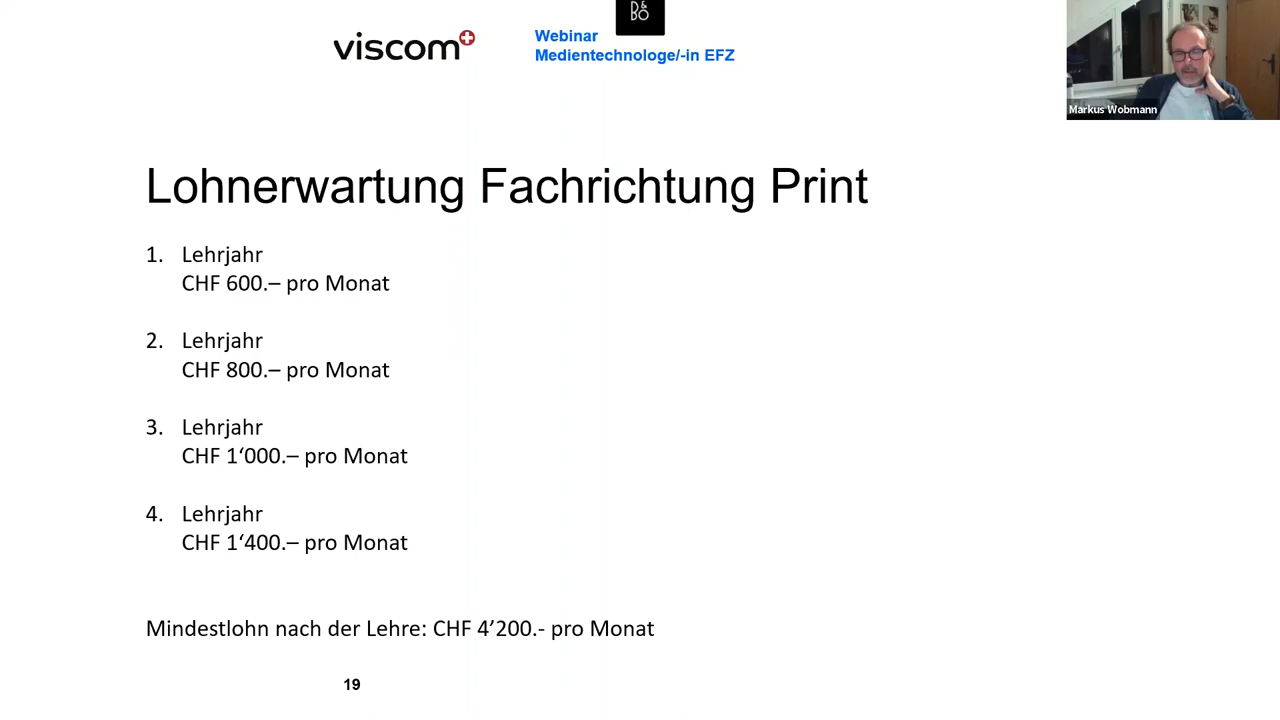 viscom
Webinar
Medientechnologe/-in EFZ
D&
BO
Markus Wobmann
Lohnerwartung Fachrichtung Print
1. Lehrjahr
CHF 600.– pro Monat
2. Lehrjahr
CHF 800.– pro Monat
3. Lehrjahr
CHF 1‘000.– pro Monat
4. Lehrjahr
CHF 1‘400.– pro Monat
Mindestlohn nach der Lehre: CHF 4’200.- pro Monat
19